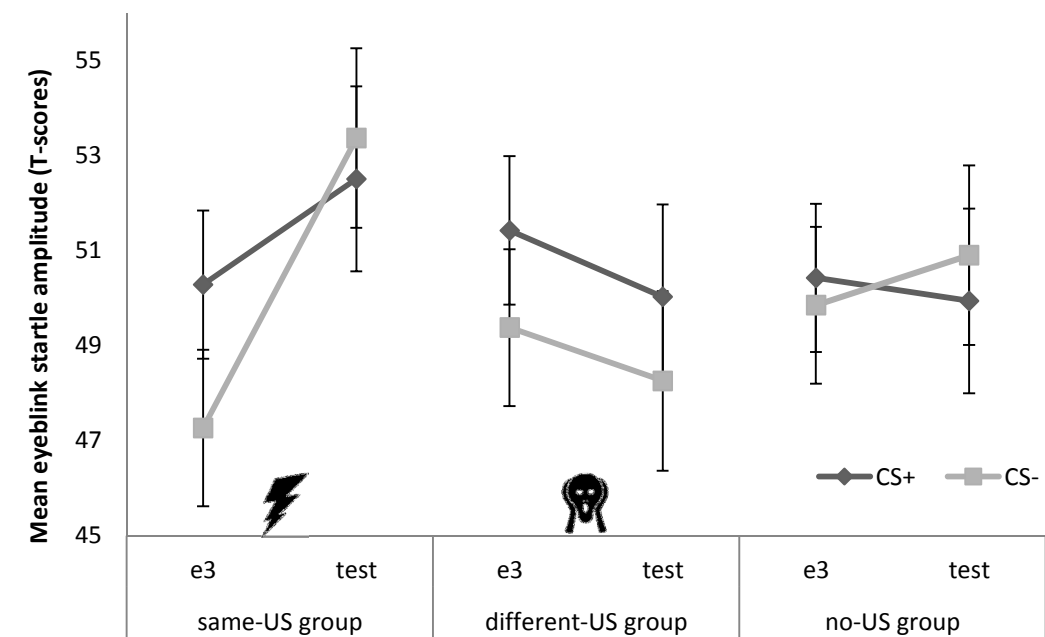 Mean eyeblink startle amplitude (T-scores)
55
53
51
49
47
45
CS+ CS-
e3 test e3 test e3 test
same-US group different-US group no-US group